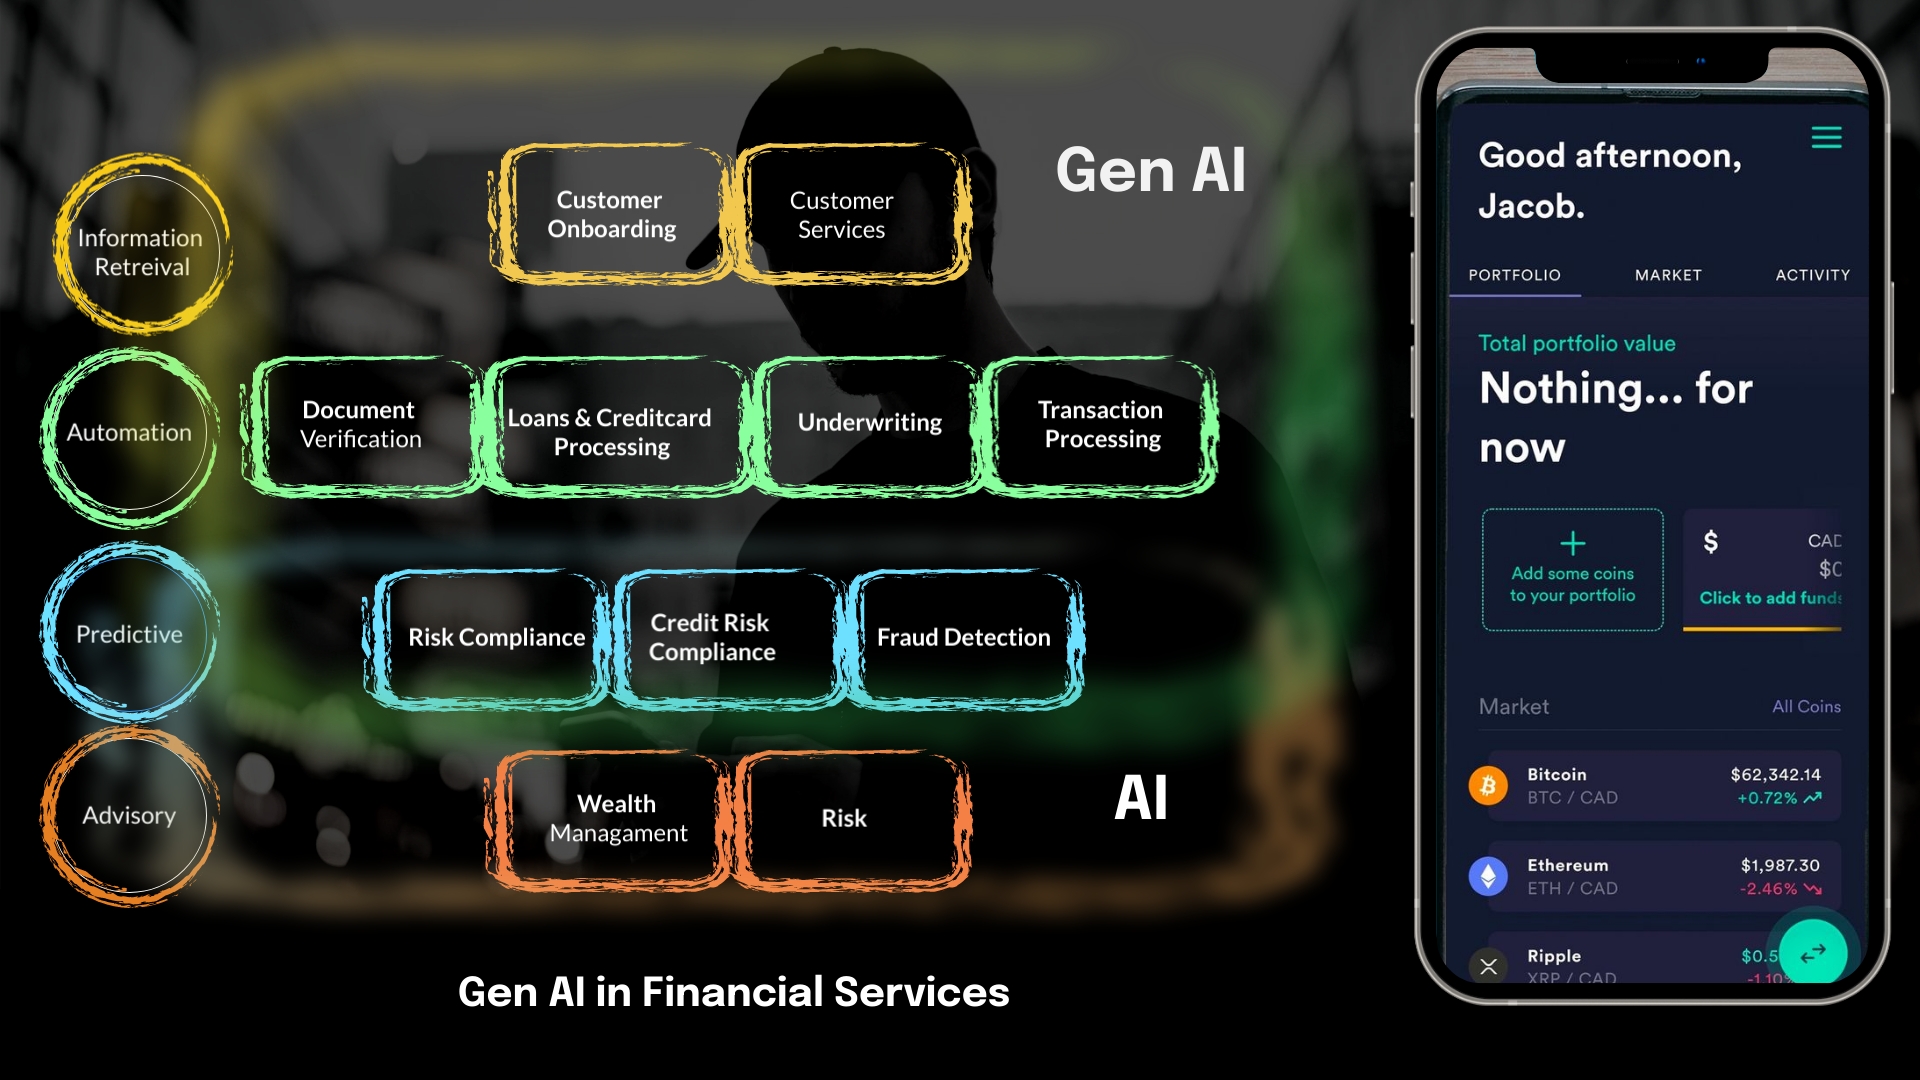 Information
Retreival
Customer
Onboarding
Customer
Services
Gen AI
Automation
Document
Verification
Loans & Creditcard
Processing
Underwriting
Transaction
Processing
Predictive
Risk Compliance
Credit Risk
Compliance
Fraud Detection
Advisory
Wealth
Managament
Risk
AI
Gen AI in Financial Services
Good afternoon,
Jacob.
PORTFOLIO MARKET ACTIVITY
Total portfolio value
Nothing... for
now
Add some coins
to your portfolio
$ CAD
Click to add funds
Market All Coins
Bitcoin $62,342.14
BTC / CAD +0.72%
Ethereum $1,987.30
ETH / CAD -2.46%
Ripple $0.5
XRP / CAD -1.10%